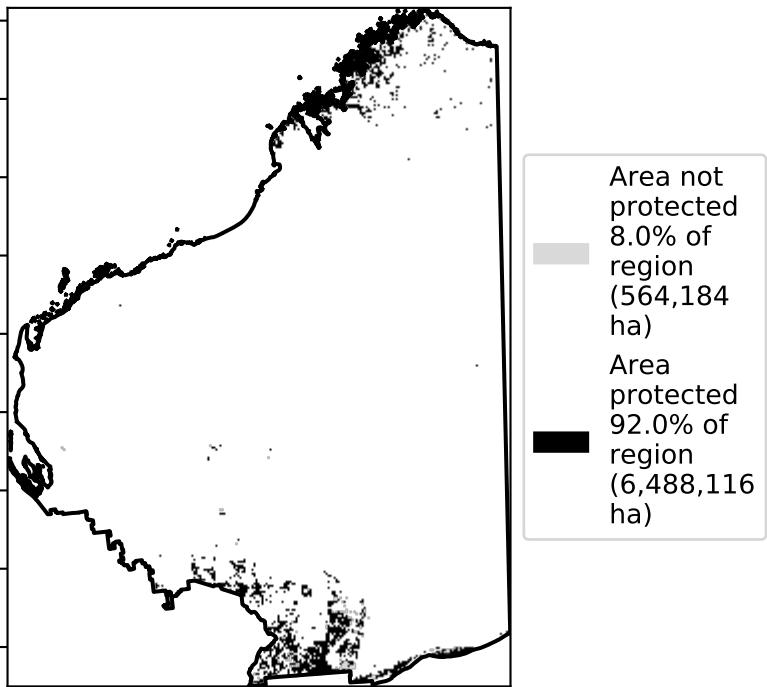 Area not
protected
8.0% of
region
(564,184
ha)
Area
protected
92.0% of
region
(6,488,116
ha)